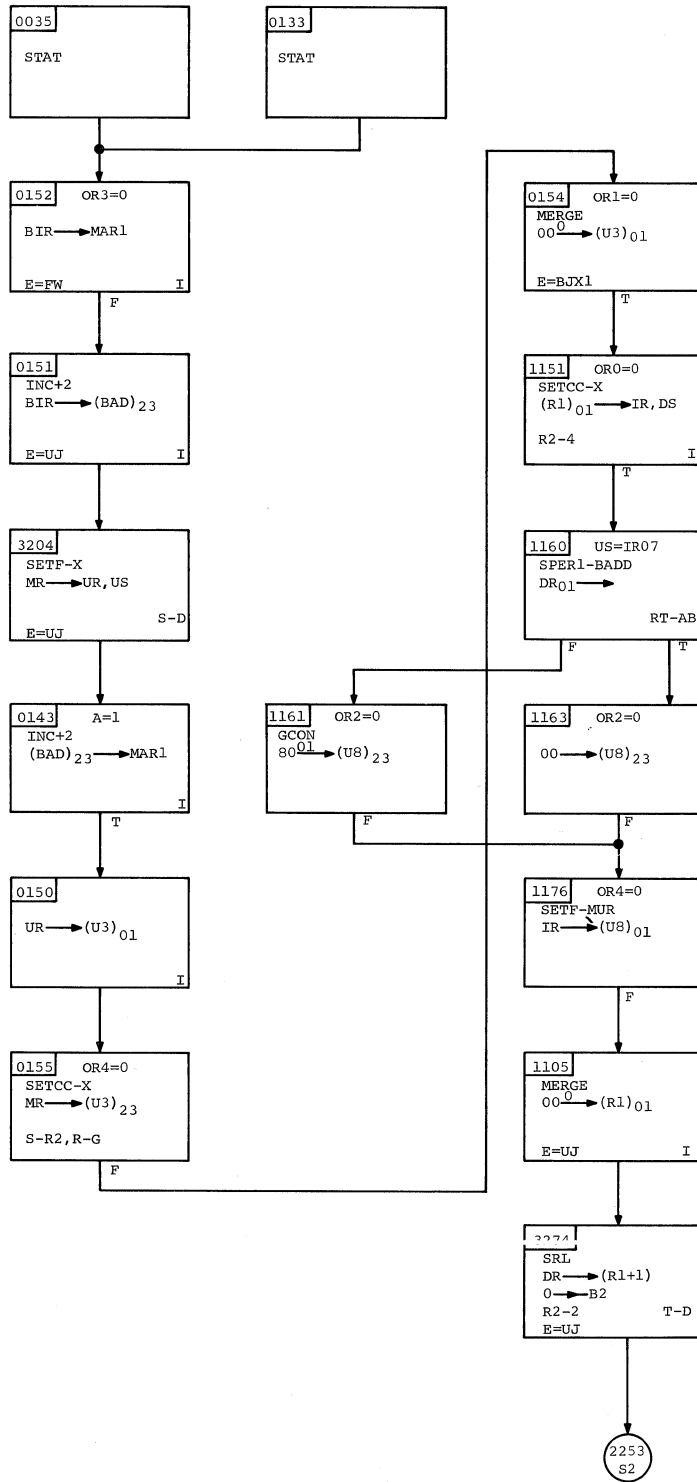 0035
STAT
0133
STAT
0152 OR3=0
BIR→MAR1
E=FW I
F
0151
INC+2
BIR→(BAD)23
E=UJ I
3204
SETF-X
MR→UR,US
S-D
E=UJ
0143 A=1
INC+2
(BAD)23→MAR1
I
T
0150
UR→(U3)01
I
0155 OR4=0
SETCC-X
MR→(U3)23
S-R2,R-G
F
0154 OR1=0
MERGE
00 0→(U3)01
E=BJX1
T
1151 OR0=0
SETCC-X
(R1)01→IR,DS
R2-4
I
T
1160 US=IR07
SPER1-BADD
DR01→
RT-AB
F T
1161 OR2=0
GCON
80 01→(U8)23
F
1163 OR2=0
00→(U8)23
F
1176 OR4=0
SETF-MUR
IR→(U8)01
F
1105
MERGE
00 0→(R1)01
E=UJ I
3274
SRL
DR→(R1+1)
0→B2
R2-2 T-D
E=UJ
2253
S2